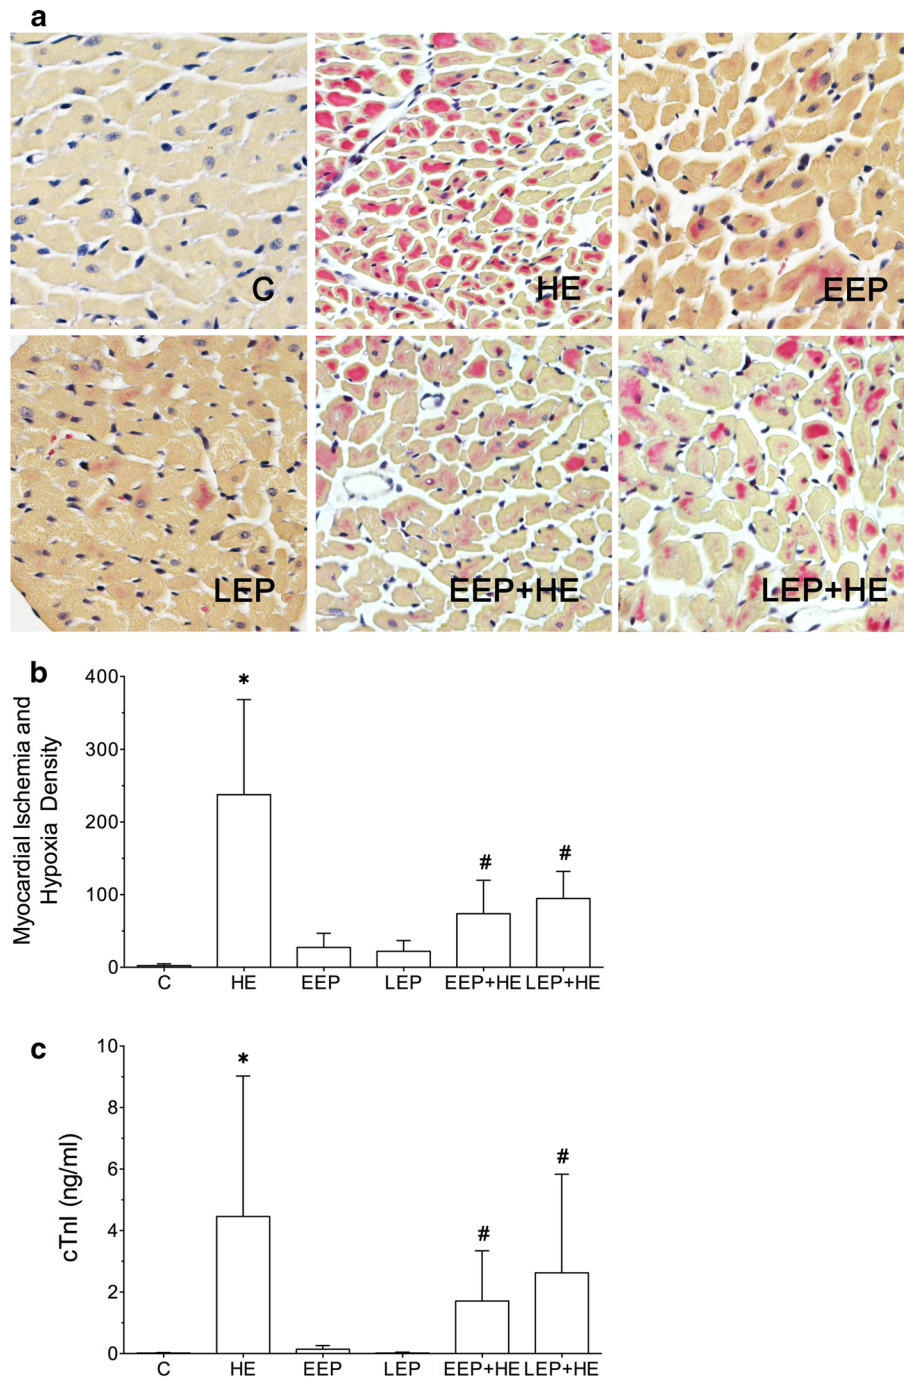 a
C
HE
EEP
LEP
EEP+HE
LEP+HE
b
Myocardial Ischemia and
Hypoxia Density
400
300
200
100
0
*
#
#
C HE EEP LEP EEP+HE LEP+HE
c
cTnI (ng/ml)
10
8
6
4
2
0
*
#
#
C HE EEP LEP EEP+HE LEP+HE